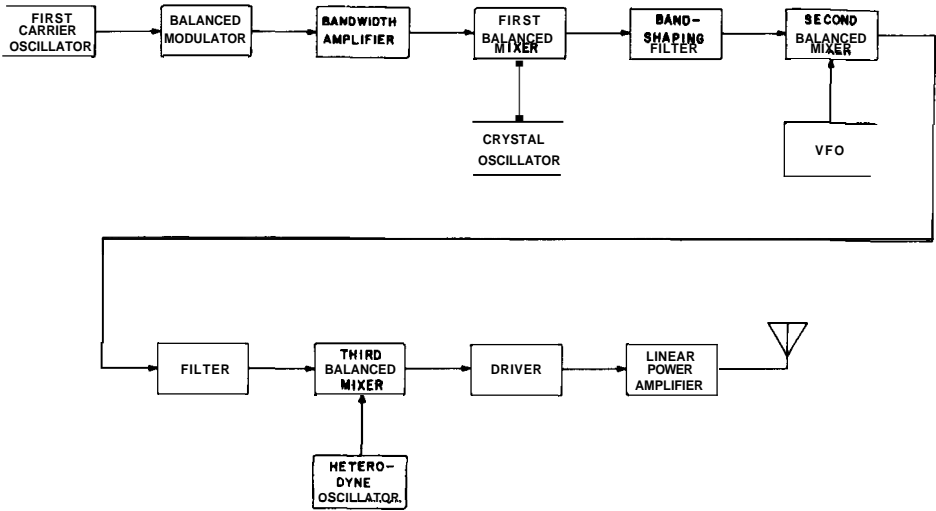 FIRST
CARRIER
OSCILLATOR
BALANCED
MODULATOR
BANDWIDTH
AMPLIFIER
FIRST
BALANCED
MIXER
BAND-
SHAPING
FILTER
SECOND
BALANCED
MIXER
CRYSTAL
OSCILLATOR
VFO
FILTER
THIRD
BALANCED
MIXER
DRIVER
LINEAR
POWER
AMPLIFIER
HETERO-
DYNE
OSCILLATOR.